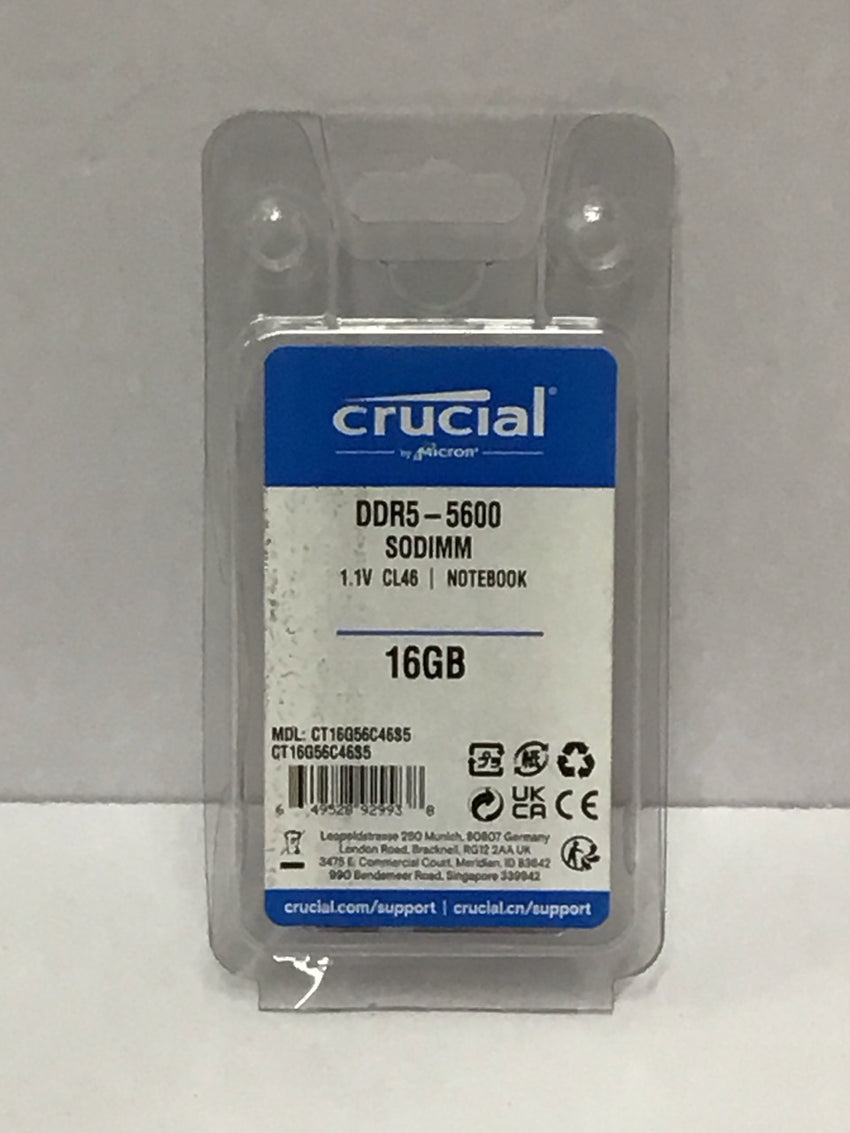 crucial®
by Micron®
DDR5-5600
SODIMM
1.1V CL46 | NOTEBOOK
16GB
MDL: CT16G56C46S5
CT16G56C46S5
6 49528 92993 8
UK
CA
CE
Leopoldstrasse 250 Munich, 80807 Germany
London Road, Bracknell, RG12 2AA UK
3475 E. Commercial Court, Meridian, ID 83642
990 Bendemeer Road, Singapore 339942
crucial.com/support | crucial.cn/support